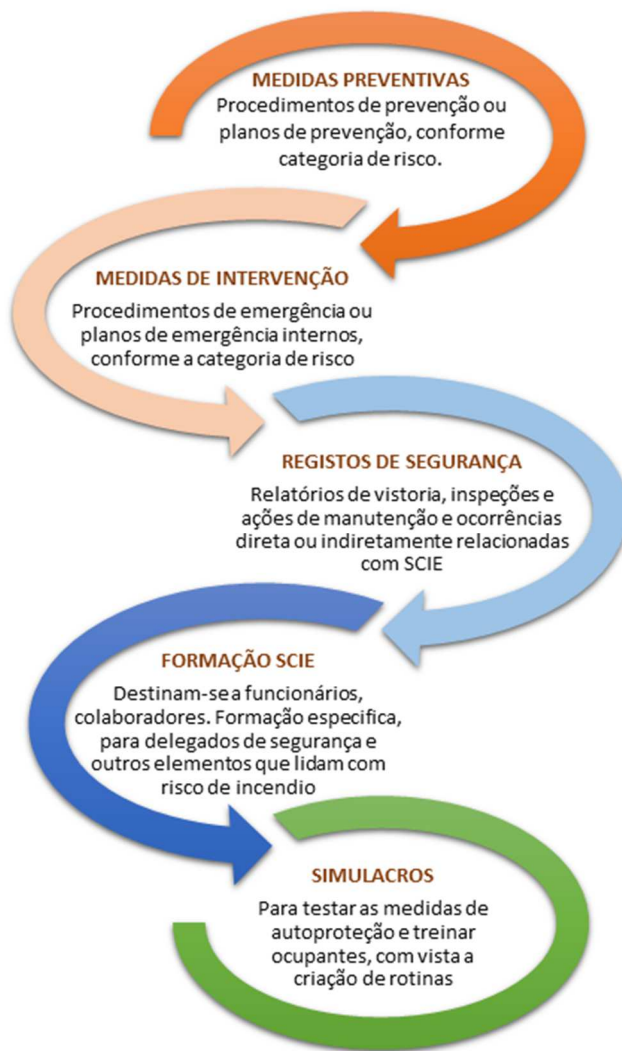 MEDIDAS PREVENTIVAS
Procedimentos de prevenção ou
planos de prevenção, conforme
categoria de risco.
MEDIDAS DE INTERVENÇÃO
Procedimentos de emergência ou
planos de emergência internos,
conforme a categoria de risco
REGISTOS DE SEGURANÇA
Relatórios de vistoria, inspeções e
ações de manutenção e ocorrências
direta ou indiretamente relacionadas
com SCIE
FORMAÇÃO SCIE
Destinam-se a funcionários,
colaboradores. Formação especifica,
para delegados de segurança e
outros elementos que lidam com
risco de incendio
SIMULACROS
Para testar as medidas de
autoproteção e treinar
ocupantes, com vista a
criação de rotinas